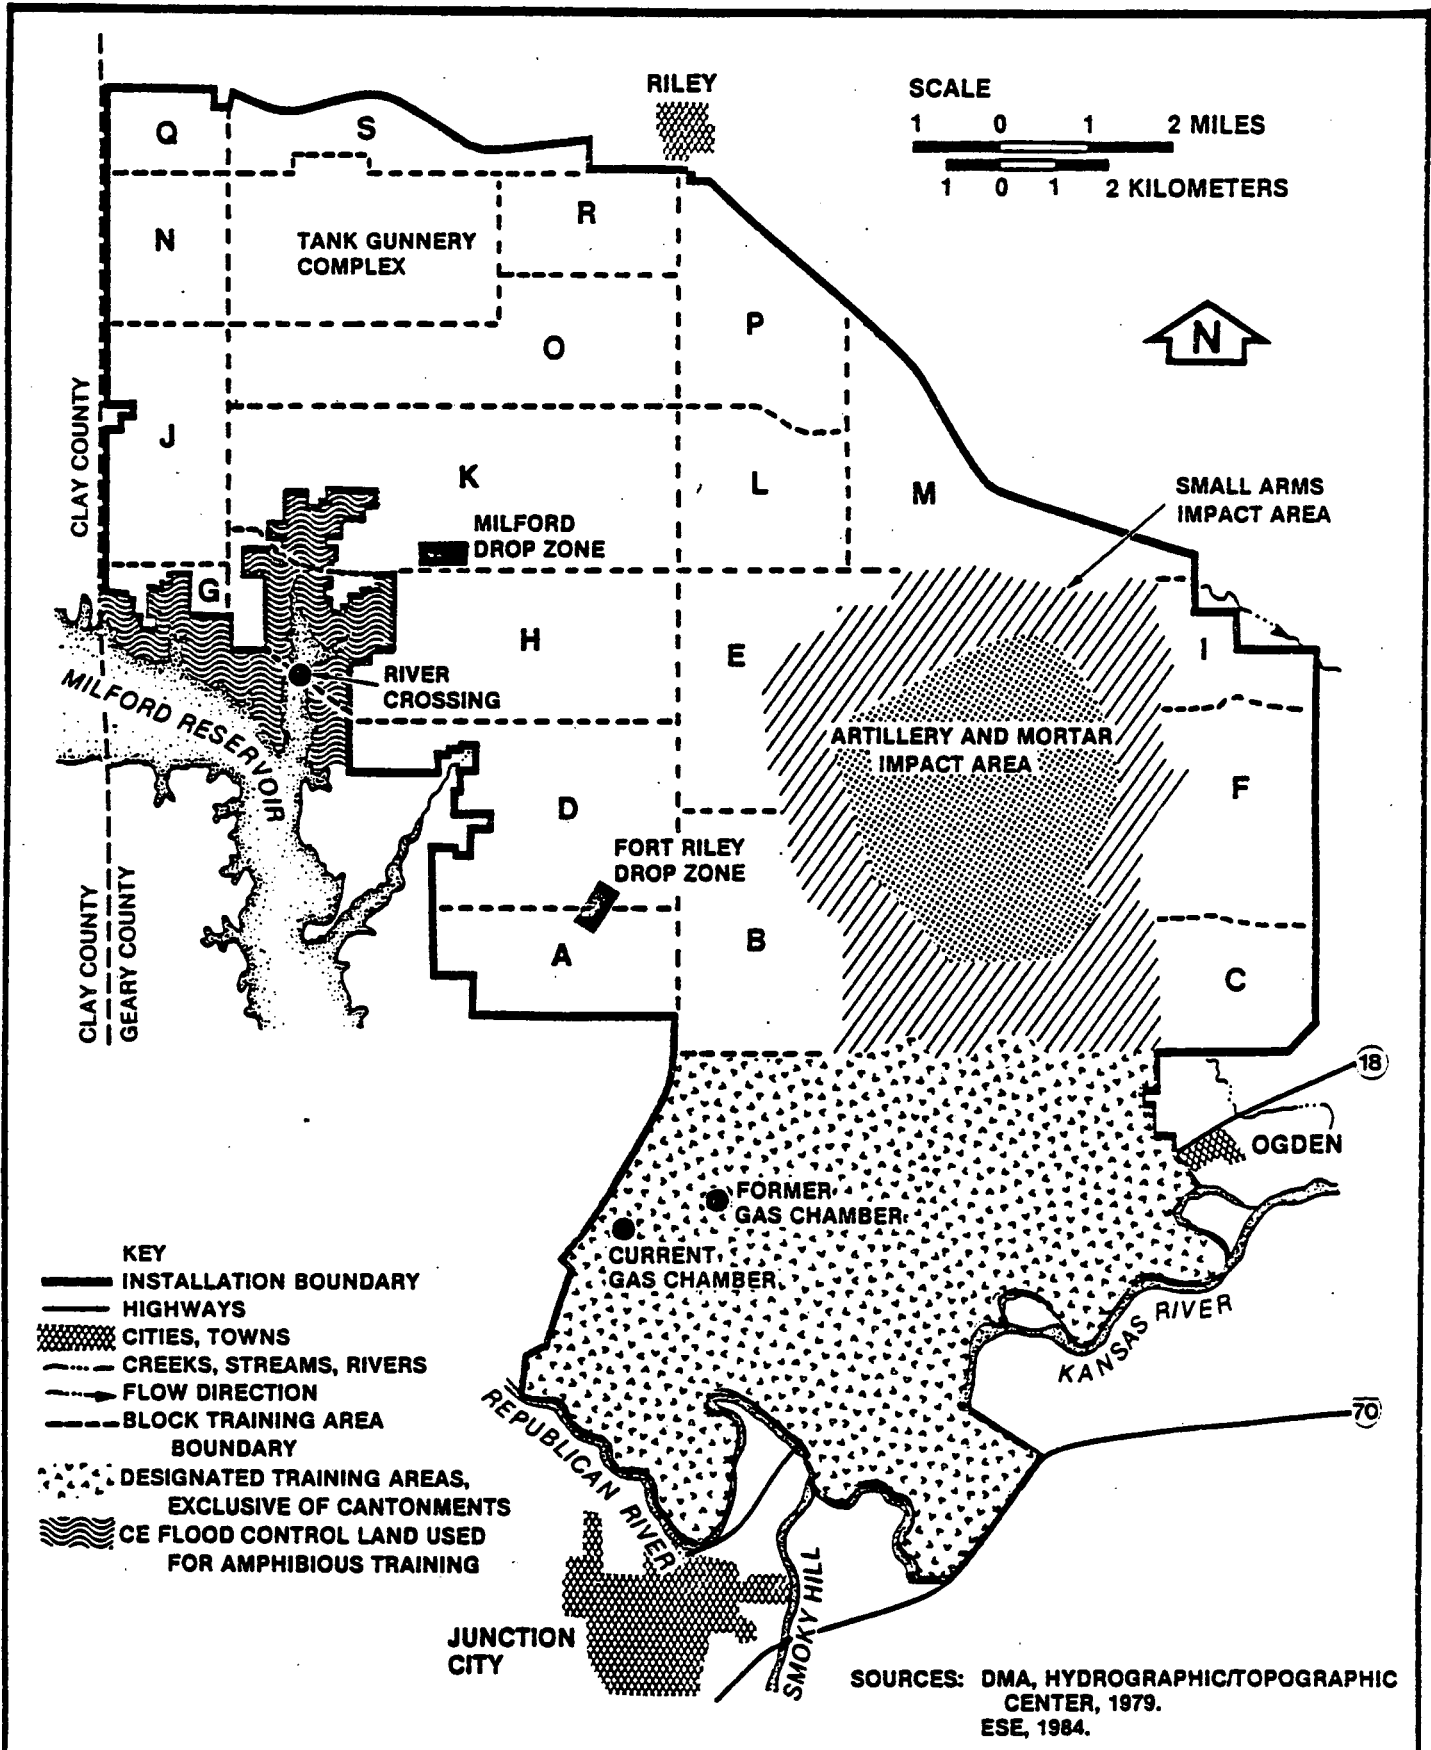 RILEY
SCALE
1 0 1 2 MILES
1 0 1 2 KILOMETERS
Q
S
N
TANK GUNNERY
COMPLEX
R
P
O
N
CLAY COUNTY
J
K
L
M
SMALL ARMS
IMPACT AREA
MILFORD
DROP ZONE
G
H
E
I
RIVER
CROSSING
MILFORD RESERVOIR
ARTILLERY AND MORTAR
IMPACT AREA
D
F
FORT RILEY
DROP ZONE
A
B
C
CLAY COUNTY
GEARY COUNTY
18
OGDEN
FORMER
GAS CHAMBER
CURRENT
GAS CHAMBER
KANSAS RIVER
70
REPUBLICAN RIVER
SMOKY HILL
JUNCTION
CITY
KEY
INSTALLATION BOUNDARY
HIGHWAYS
CITIES, TOWNS
CREEKS, STREAMS, RIVERS
FLOW DIRECTION
BLOCK TRAINING AREA
BOUNDARY
DESIGNATED TRAINING AREAS,
EXCLUSIVE OF CANTONMENTS
CE FLOOD CONTROL LAND USED
FOR AMPHIBIOUS TRAINING
SOURCES: DMA, HYDROGRAPHIC/TOPOGRAPHIC
CENTER, 1979.
ESE, 1984.